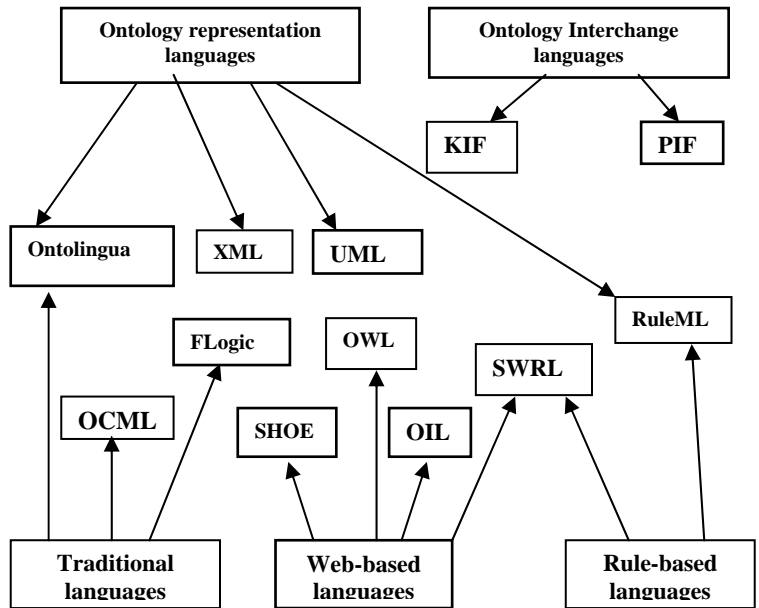 Ontology representation
languages
Ontology Interchange
languages
KIF
PIF
Ontolingua
XML
UML
RuleML
FLogic
OWL
SWRL
OCML
SHOE
OIL
Traditional
languages
Web-based
languages
Rule-based
languages